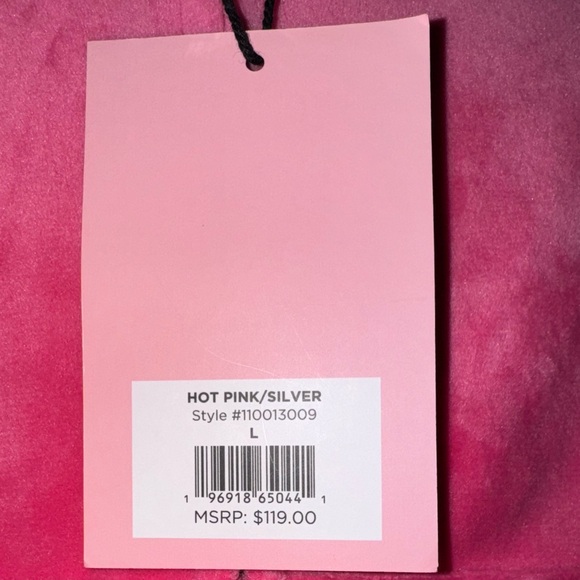 HOT PINK/SILVER
Style #110013009
L
1 96918 65044 1
MSRP: $119.00